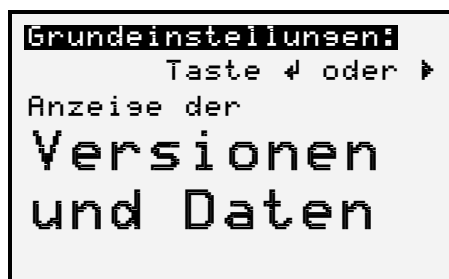 Grundeinstellungen:
Taste ↲ oder ▶
Anzeige der
Versionen
und Daten